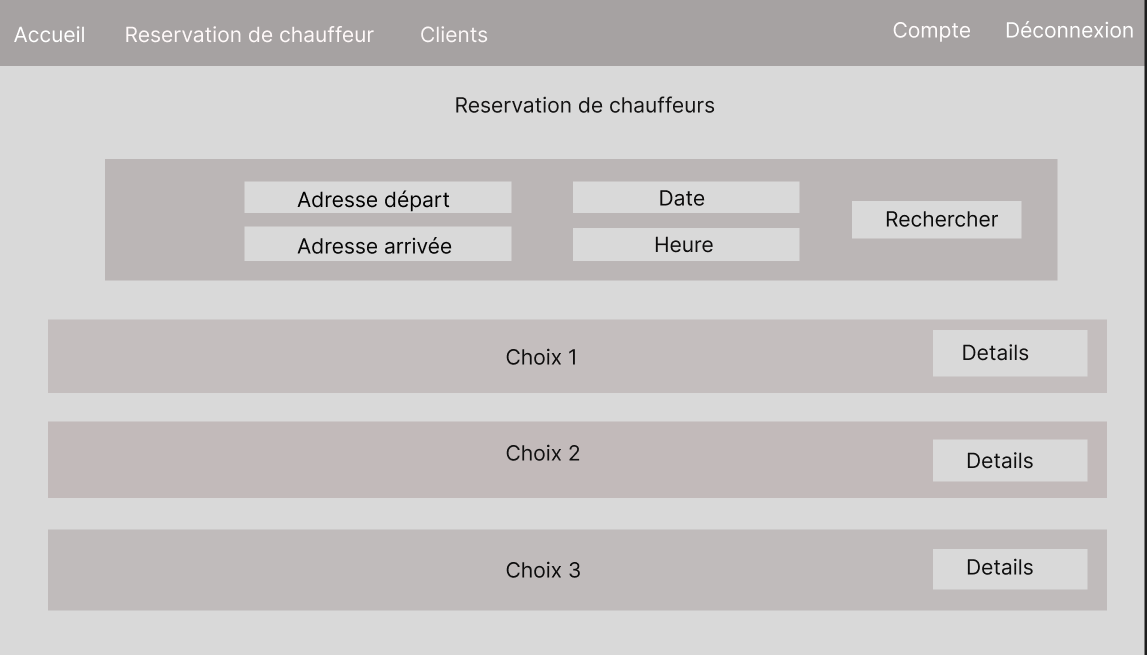 Accueil Reservation de chauffeur Clients Compte Déconnexion
Reservation de chauffeurs
Adresse départ Date
Rechercher
Adresse arrivée Heure
Choix 1 Details
Choix 2 Details
Choix 3 Details